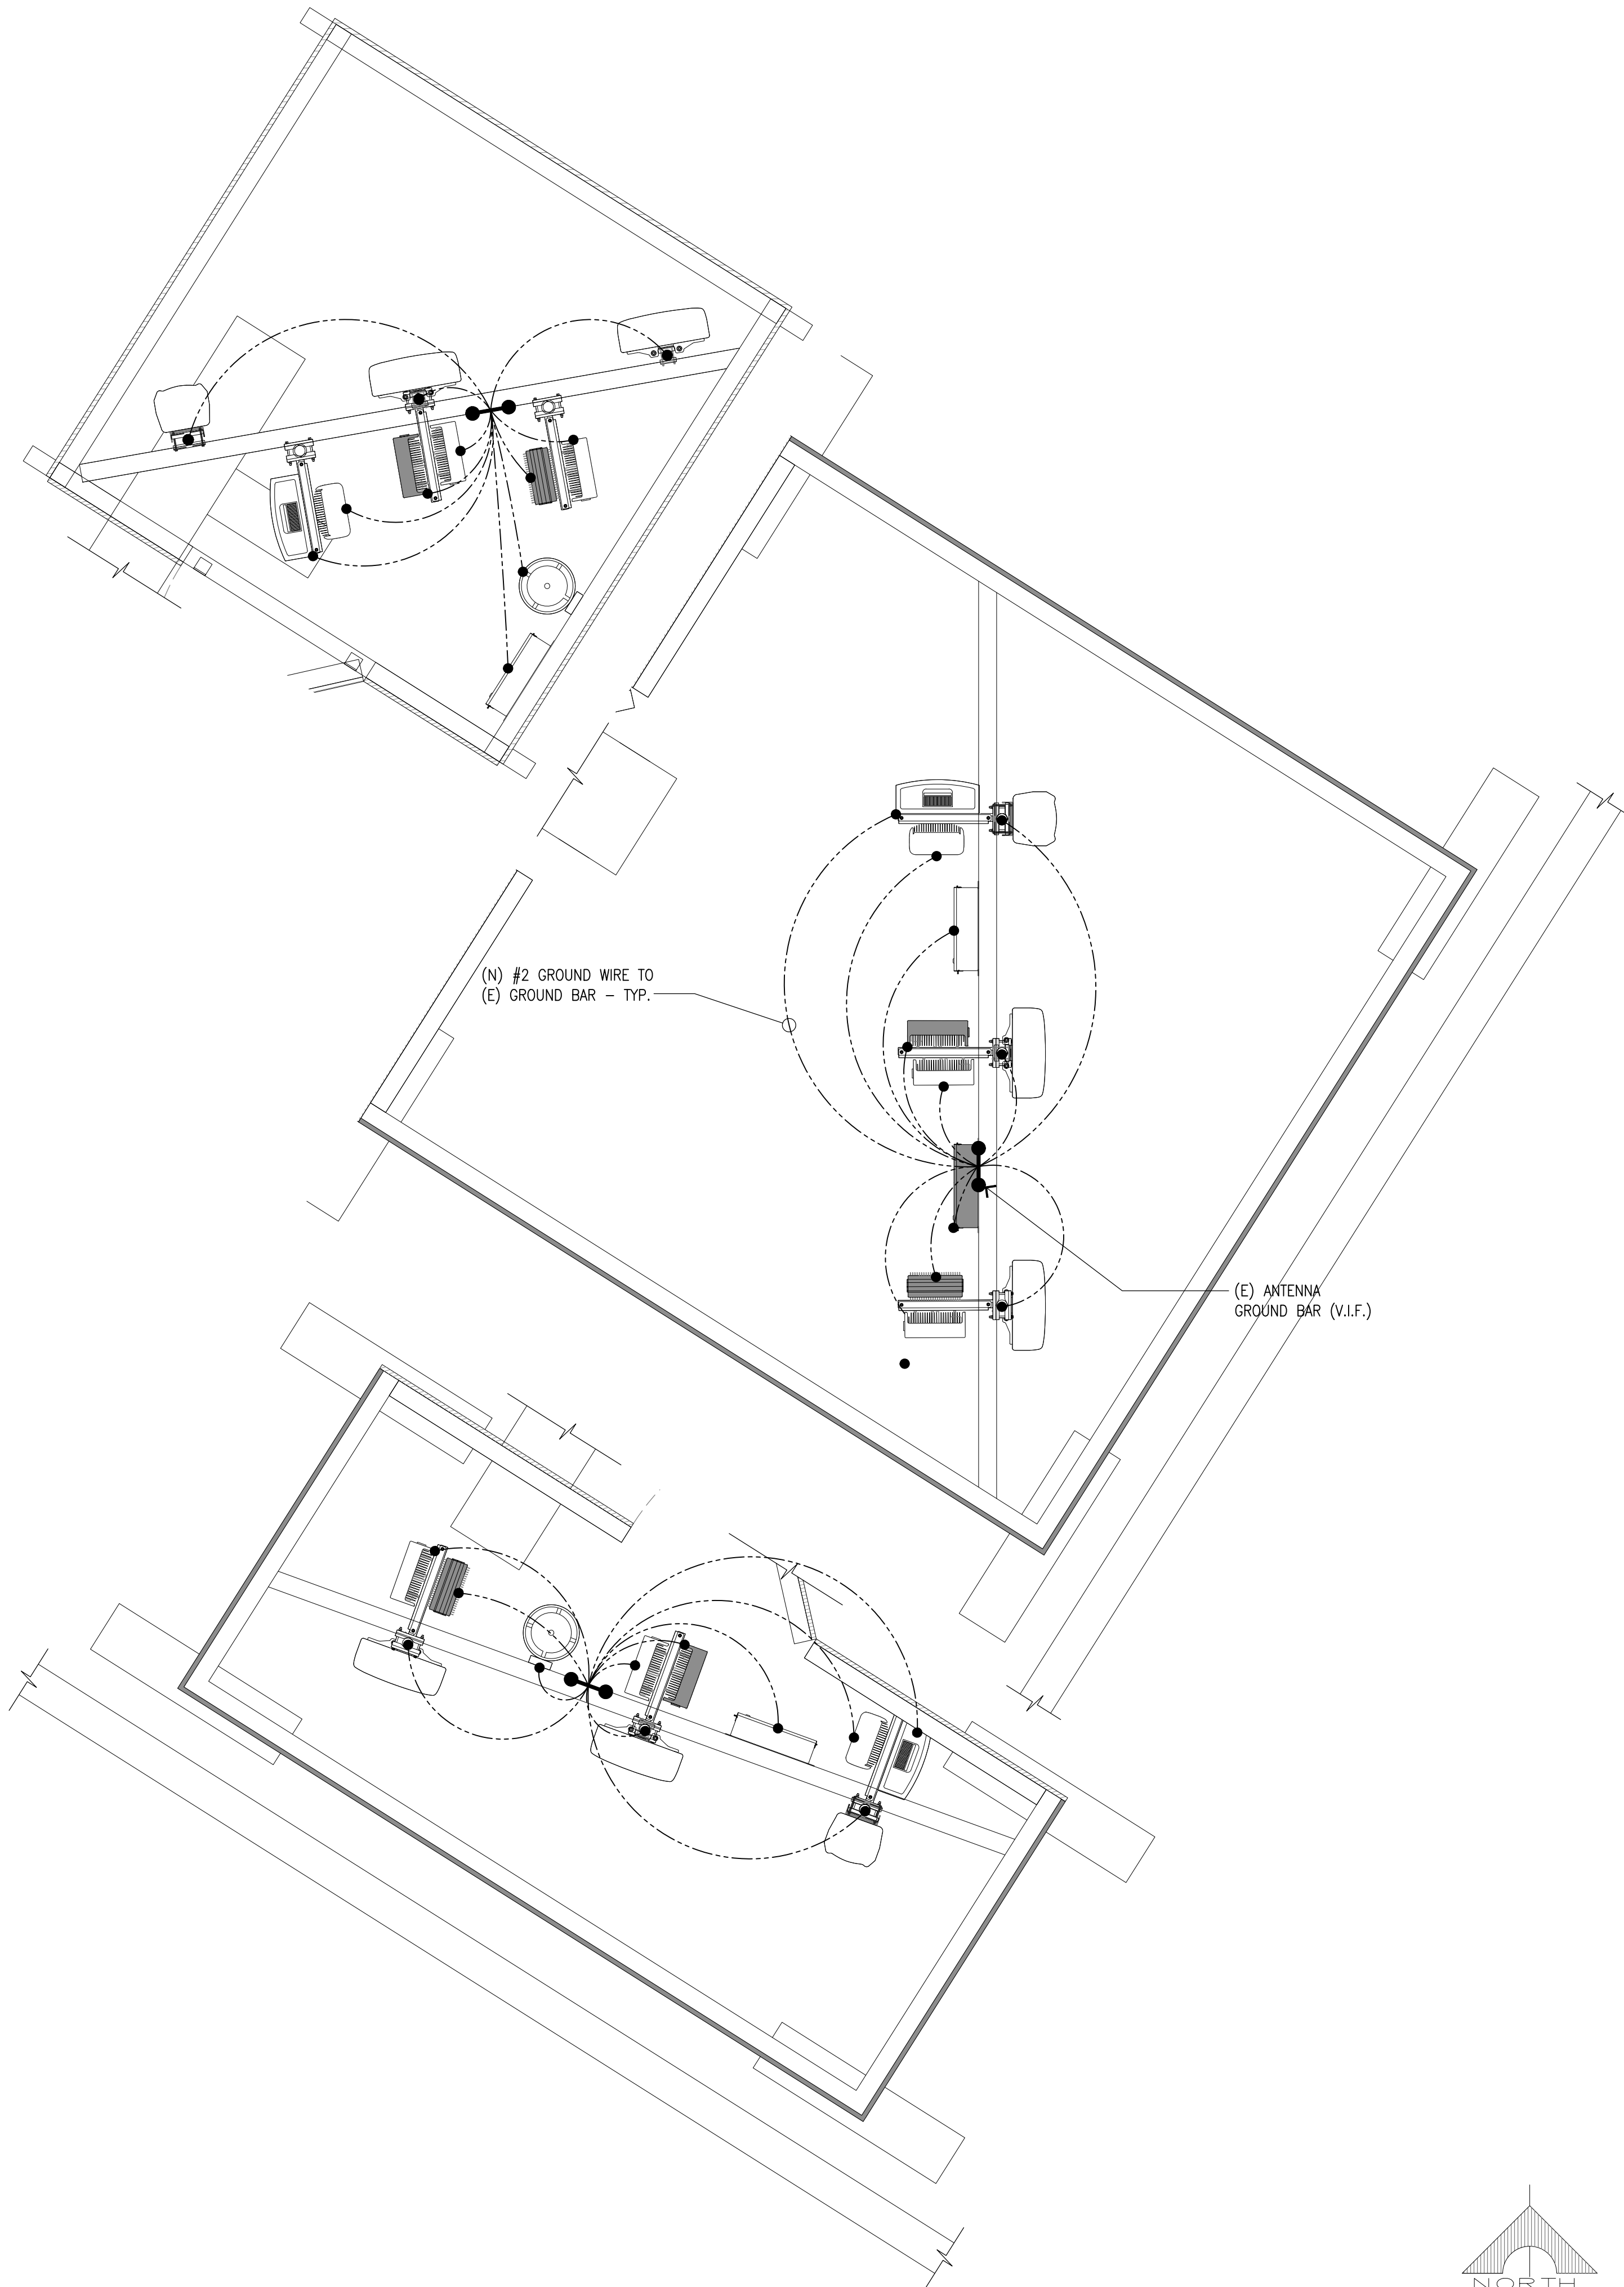 (N) #2 GROUND WIRE TO
(E) GROUND BAR – TYP.
(E) ANTENNA
GROUND BAR (V.I.F.)
NORTH